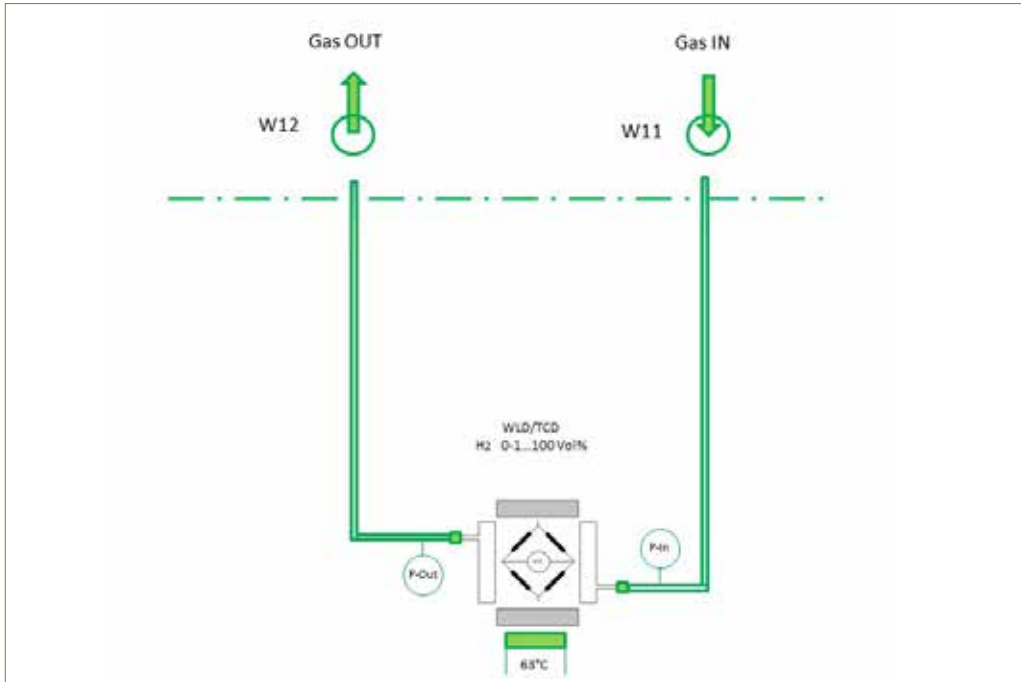 Gas OUT
Gas IN
W12
W11
WLD/TCD
H2 0-1...100 Vol%
P-Out
P-In
63°C